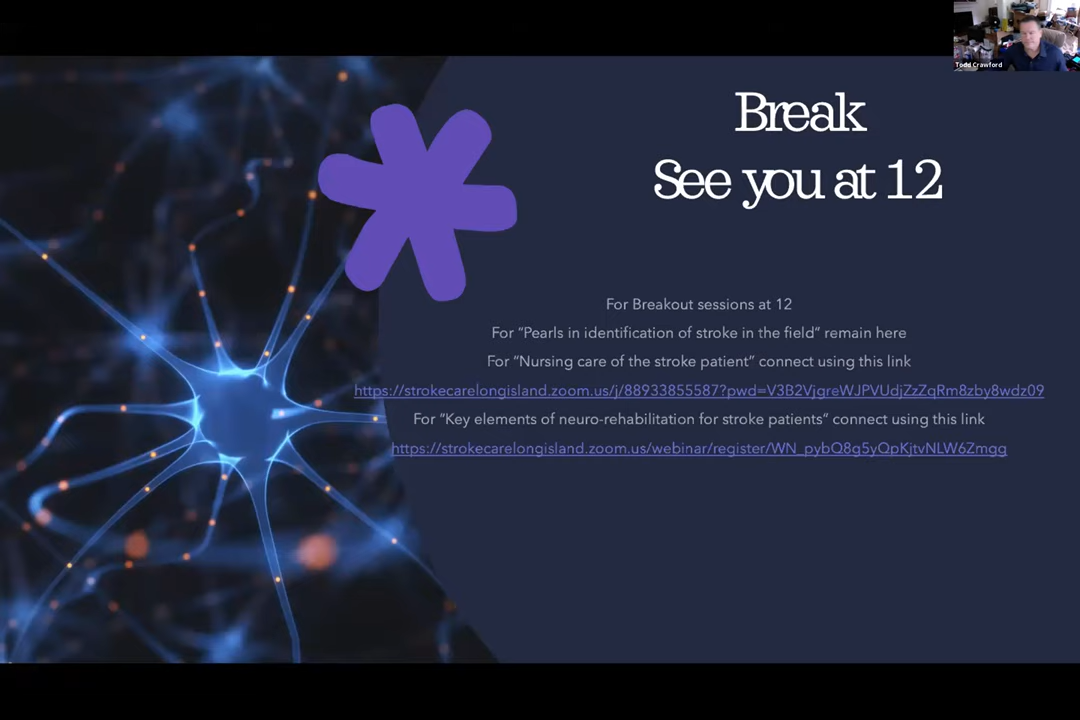 Todd Crawford
Break
See you at 12
For Breakout sessions at 12
For "Pearls in identification of stroke in the field" remain here
For "Nursing care of the stroke patient" connect using this link
https://strokecarelongisland.zoom.us/j/88933855587?pwd=V3B2VjgreWJPVUdjZzZqRm8zby8wdz09
For "Key elements of neuro-rehabilitation for stroke patients" connect using this link
https://strokecarelongisland.zoom.us/webinar/register/WN_pybQ8g5yQpKjtvNLW6Zmgg